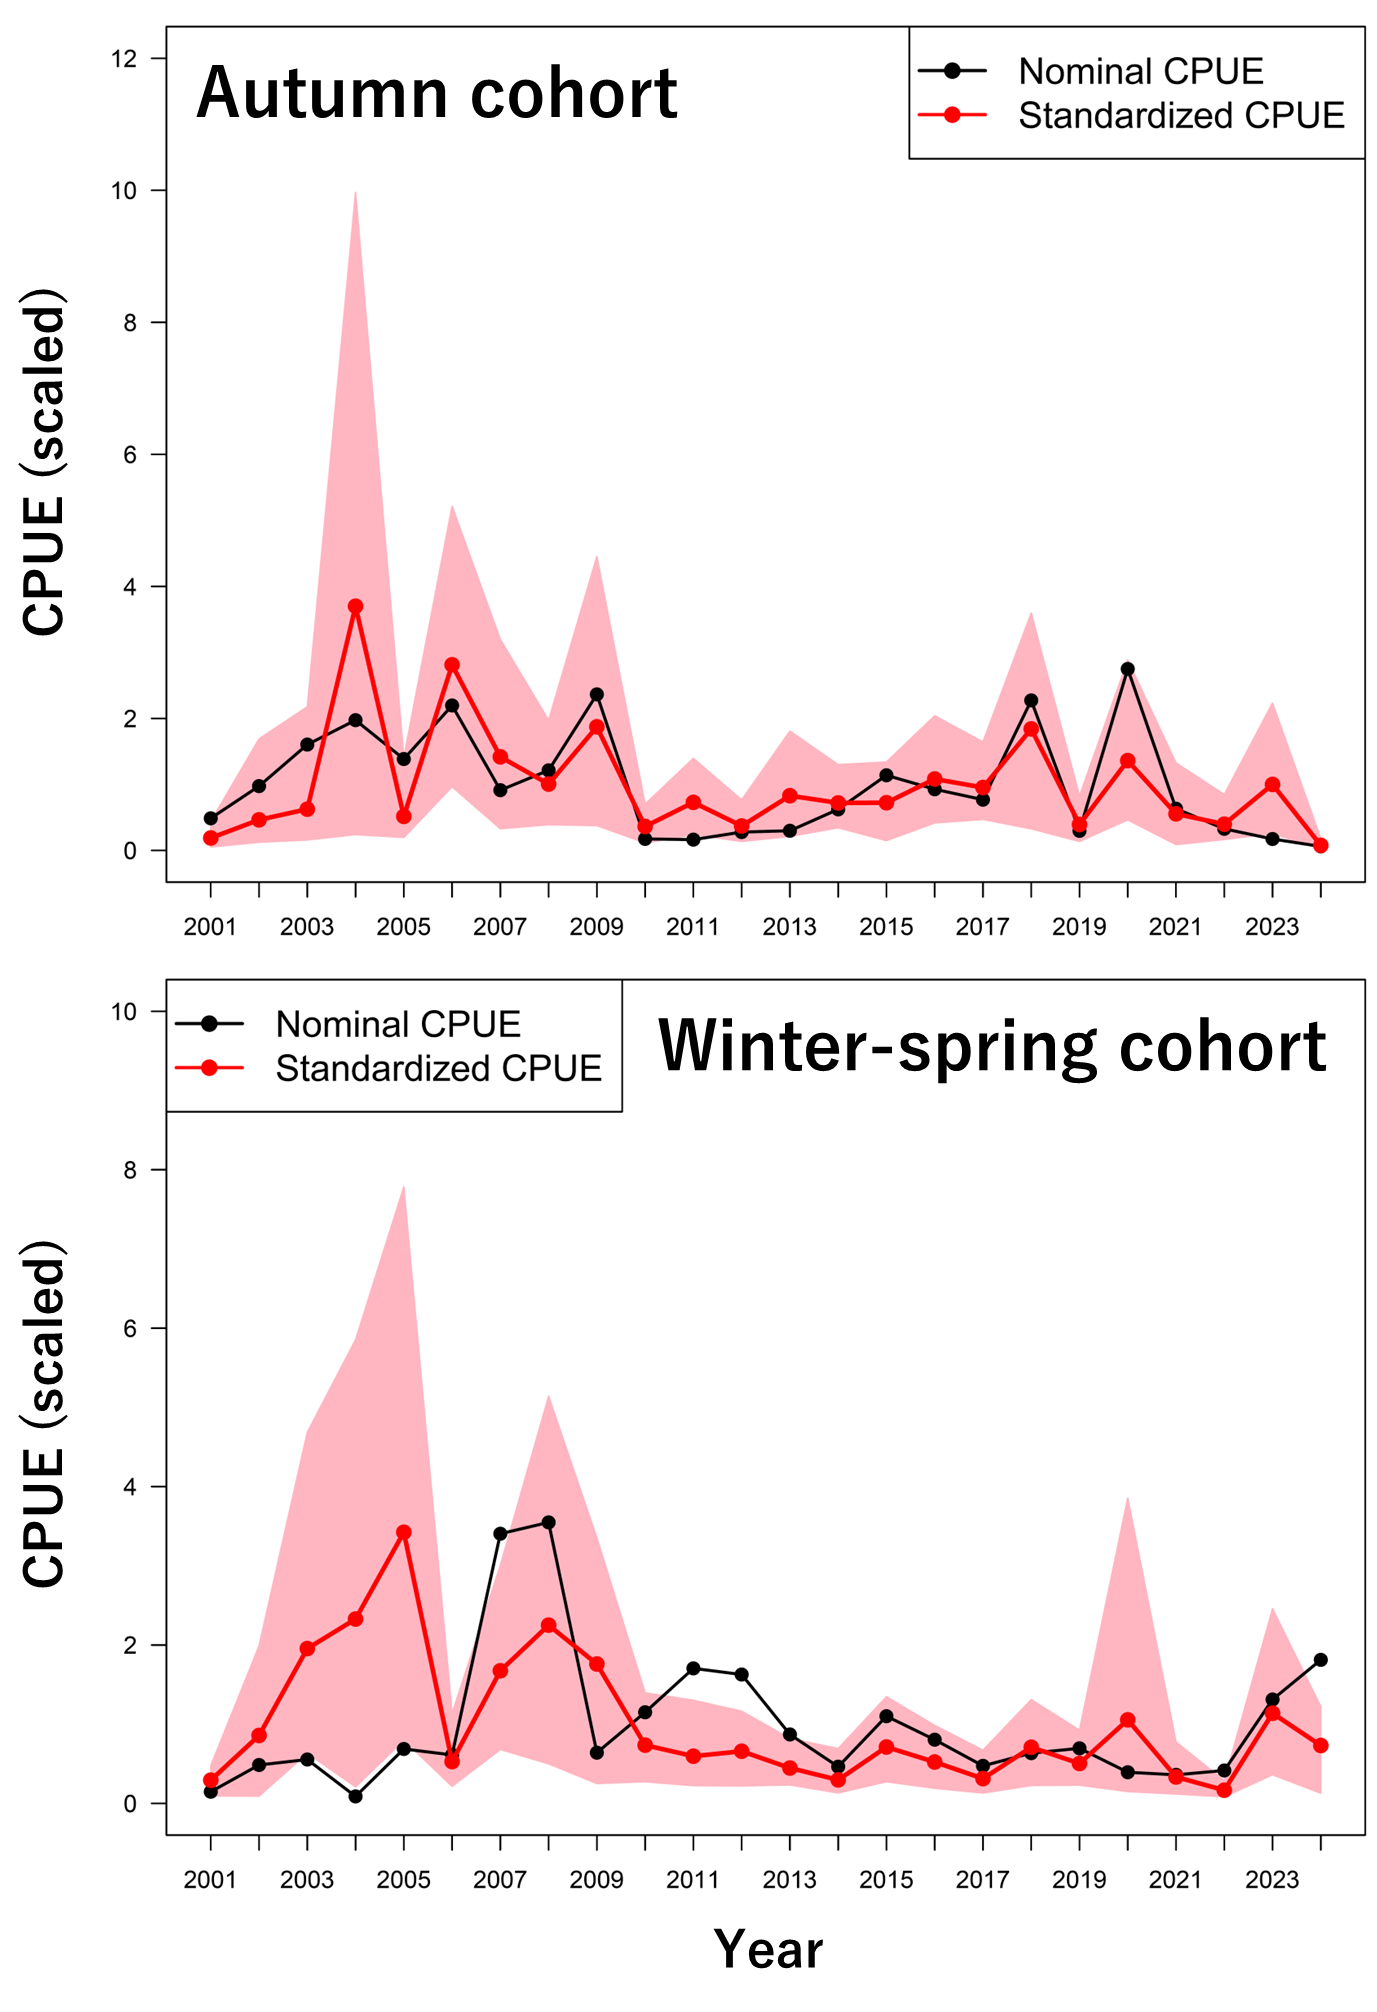 Autumn cohort
Nominal CPUE
Standardized CPUE
CPUE (scaled)
12
10
8
6
4
2
0
2001 2003 2005 2007 2009 2011 2013 2015 2017 2019 2021 2023
Nominal CPUE
Standardized CPUE
Winter-spring cohort
CPUE (scaled)
10
8
6
4
2
0
2001 2003 2005 2007 2009 2011 2013 2015 2017 2019 2021 2023
Year